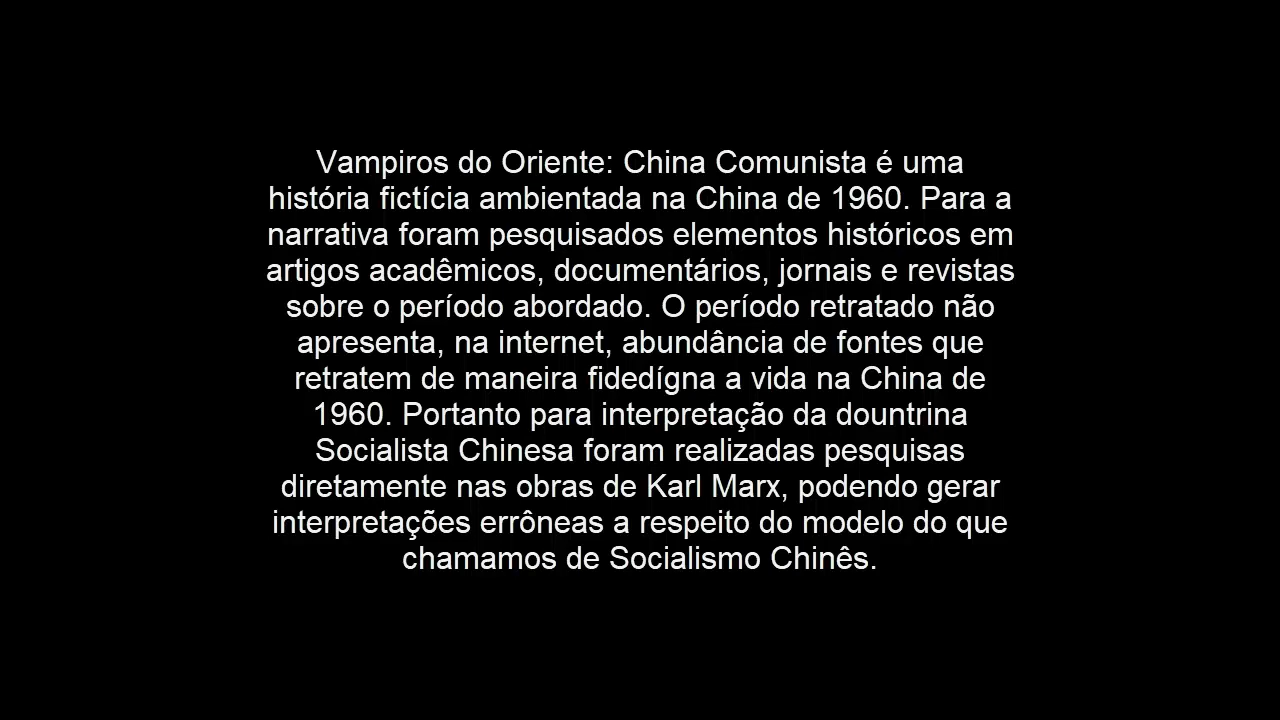 Vampiros do Oriente: China Comunista é uma
história fictícia ambientada na China de 1960. Para a
narrativa foram pesquisados elementos históricos em
artigos acadêmicos, documentários, jornais e revistas
sobre o período abordado. O período retratado não
apresenta, na internet, abundância de fontes que
retratem de maneira fidedígna a vida na China de
1960. Portanto para interpretação da dountrina
Socialista Chinesa foram realizadas pesquisas
diretamente nas obras de Karl Marx, podendo gerar
interpretações errôneas a respeito do modelo do que
chamamos de Socialismo Chinês.